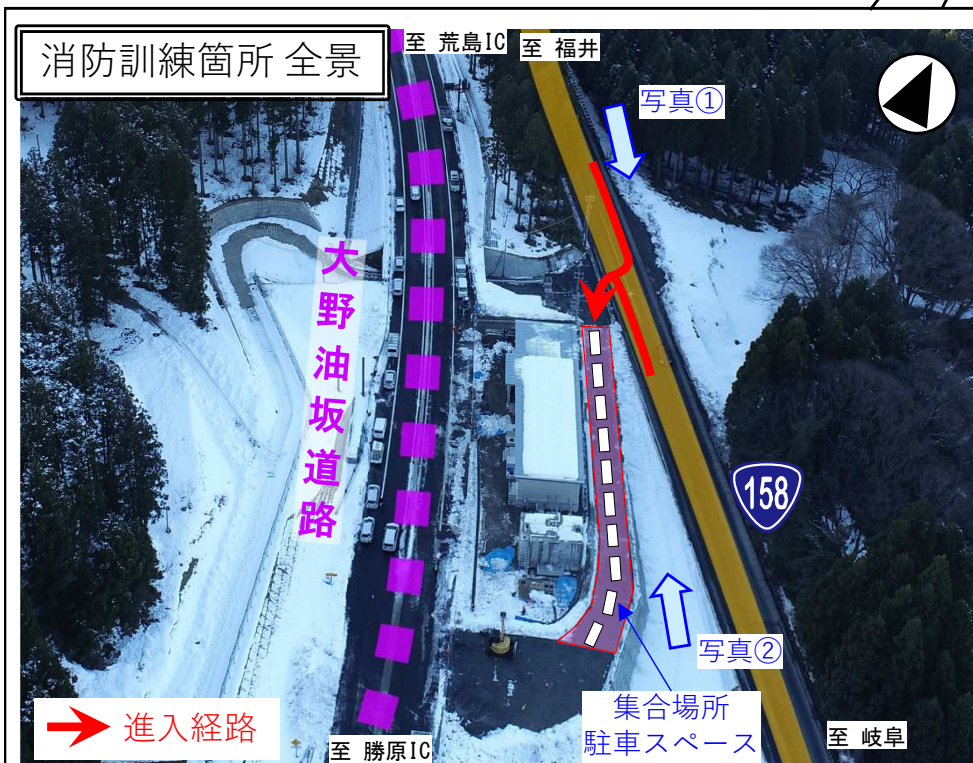 消防訓練箇所 全景
至 荒島IC
至 福井
写真①
大野油坂道路
158
写真②
集合場所
駐車スペース
進入経路
至 勝原IC
至 岐阜